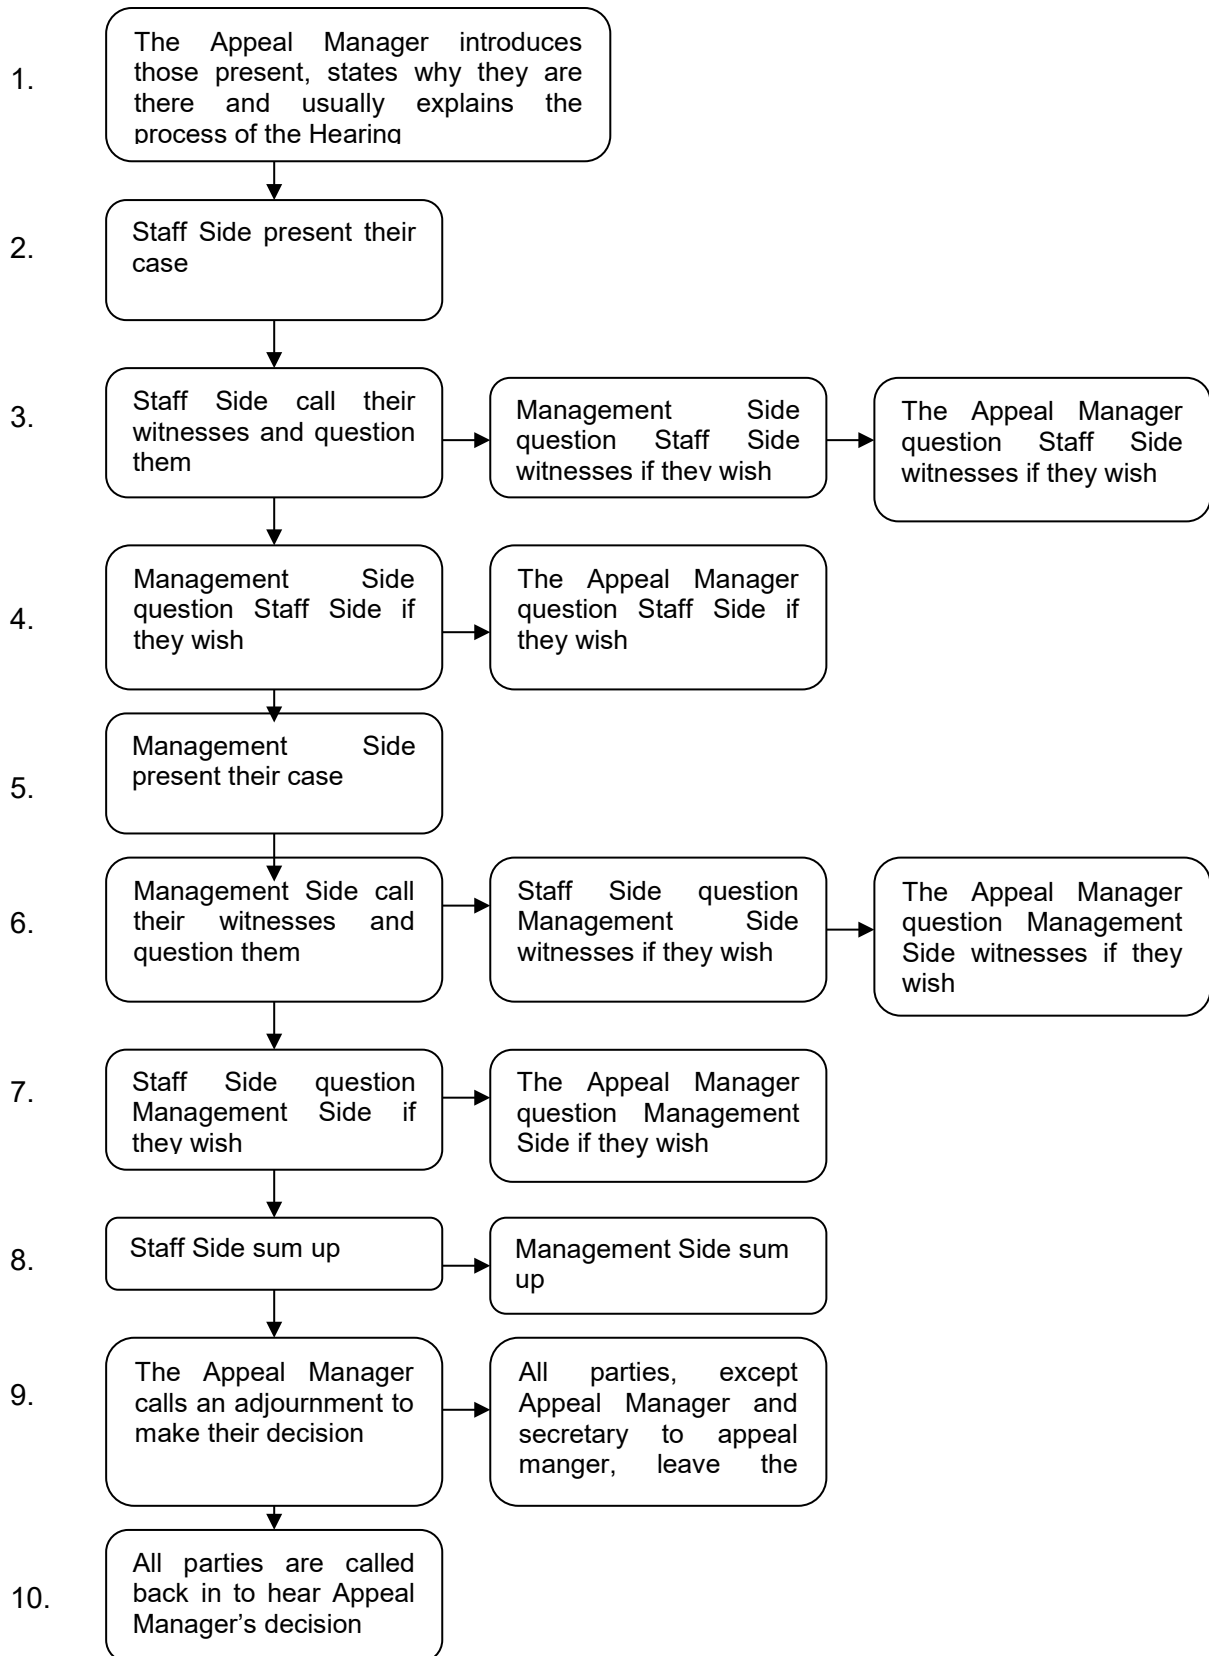 1.
The Appeal Manager introduces
those present, states why they are
there and usually explains the
process of the Hearing
2.
Staff Side present their
case
3.
Staff Side call their
witnesses and question
them
Management Side
question Staff Side
witnesses if they wish
The Appeal Manager
question Staff Side
witnesses if they wish
4.
Management Side
question Staff Side if
they wish
The Appeal Manager
question Staff Side if
they wish
5.
Management Side
present their case
6.
Management Side call
their witnesses and
question them
Staff Side question
Management Side
witnesses if they wish
The Appeal Manager
question Management
Side witnesses if they
wish
7.
Staff Side question
Management Side if
they wish
The Appeal Manager
question Management
Side if they wish
8.
Staff Side sum up
Management Side sum
up
9.
The Appeal Manager
calls an adjournment to
make their decision
All parties, except
Appeal Manager and
secretary to appeal
manger, leave the
10.
All parties are called
back in to hear Appeal
Manager’s decision